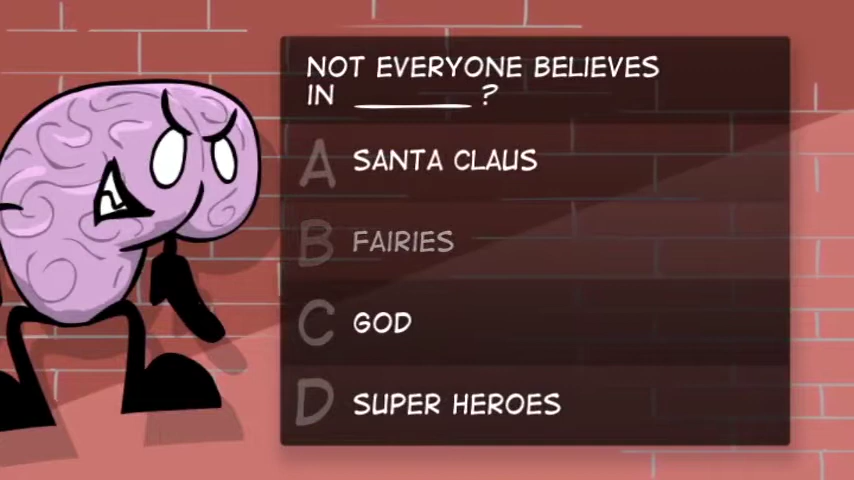 NOT EVERYONE BELIEVES
IN ________ ?
A SANTA CLAUS
B FAIRIES
C GOD
D SUPER HEROES